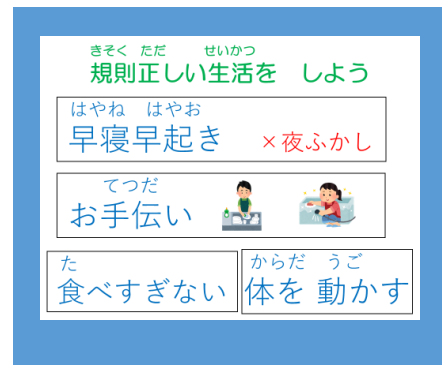 きそく ただ せいかつ
規則正しい生活を しよう
はやね はやお
早寝早起き ×夜ふかし
てつだ
お手伝い
た
食べすぎない
からだ うご
体を 動かす